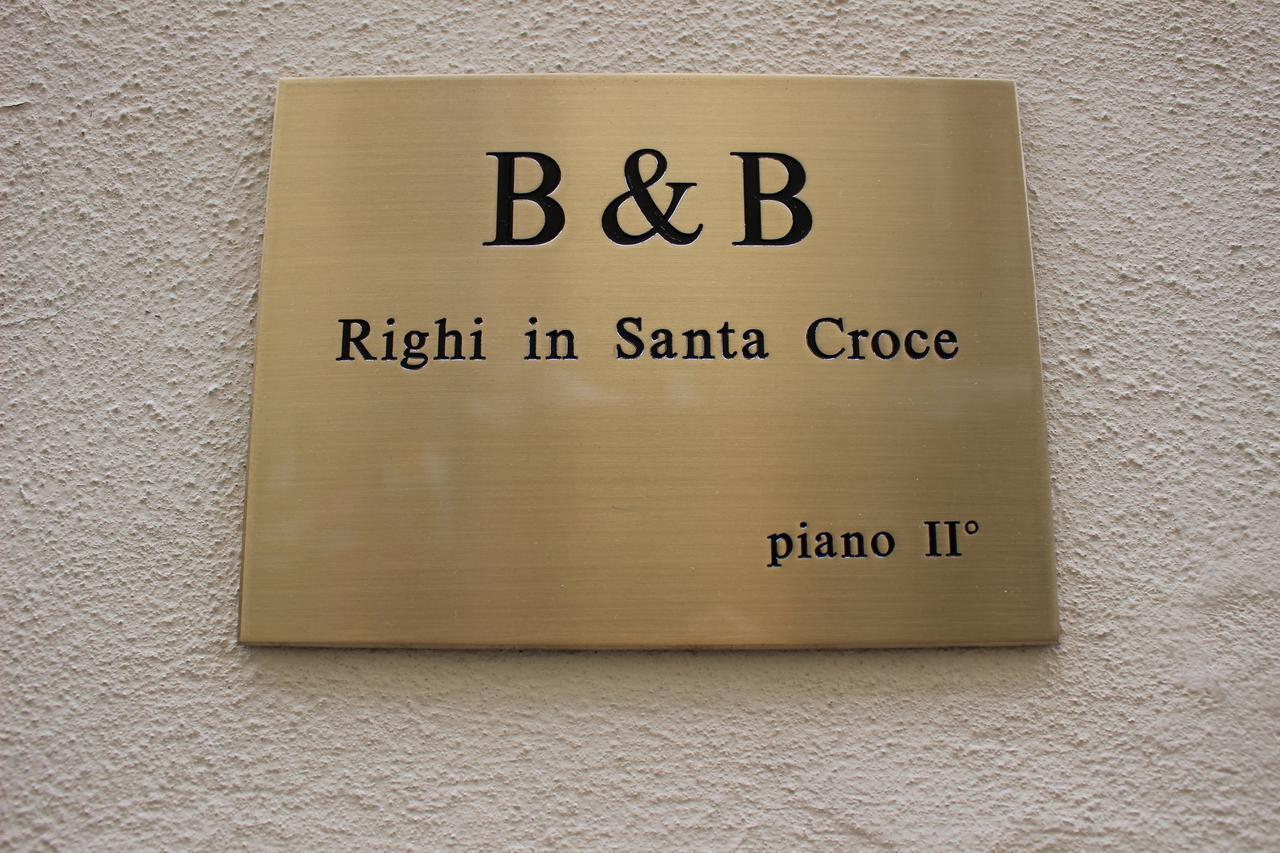 B & B
Righi in Santa Croce
piano II°